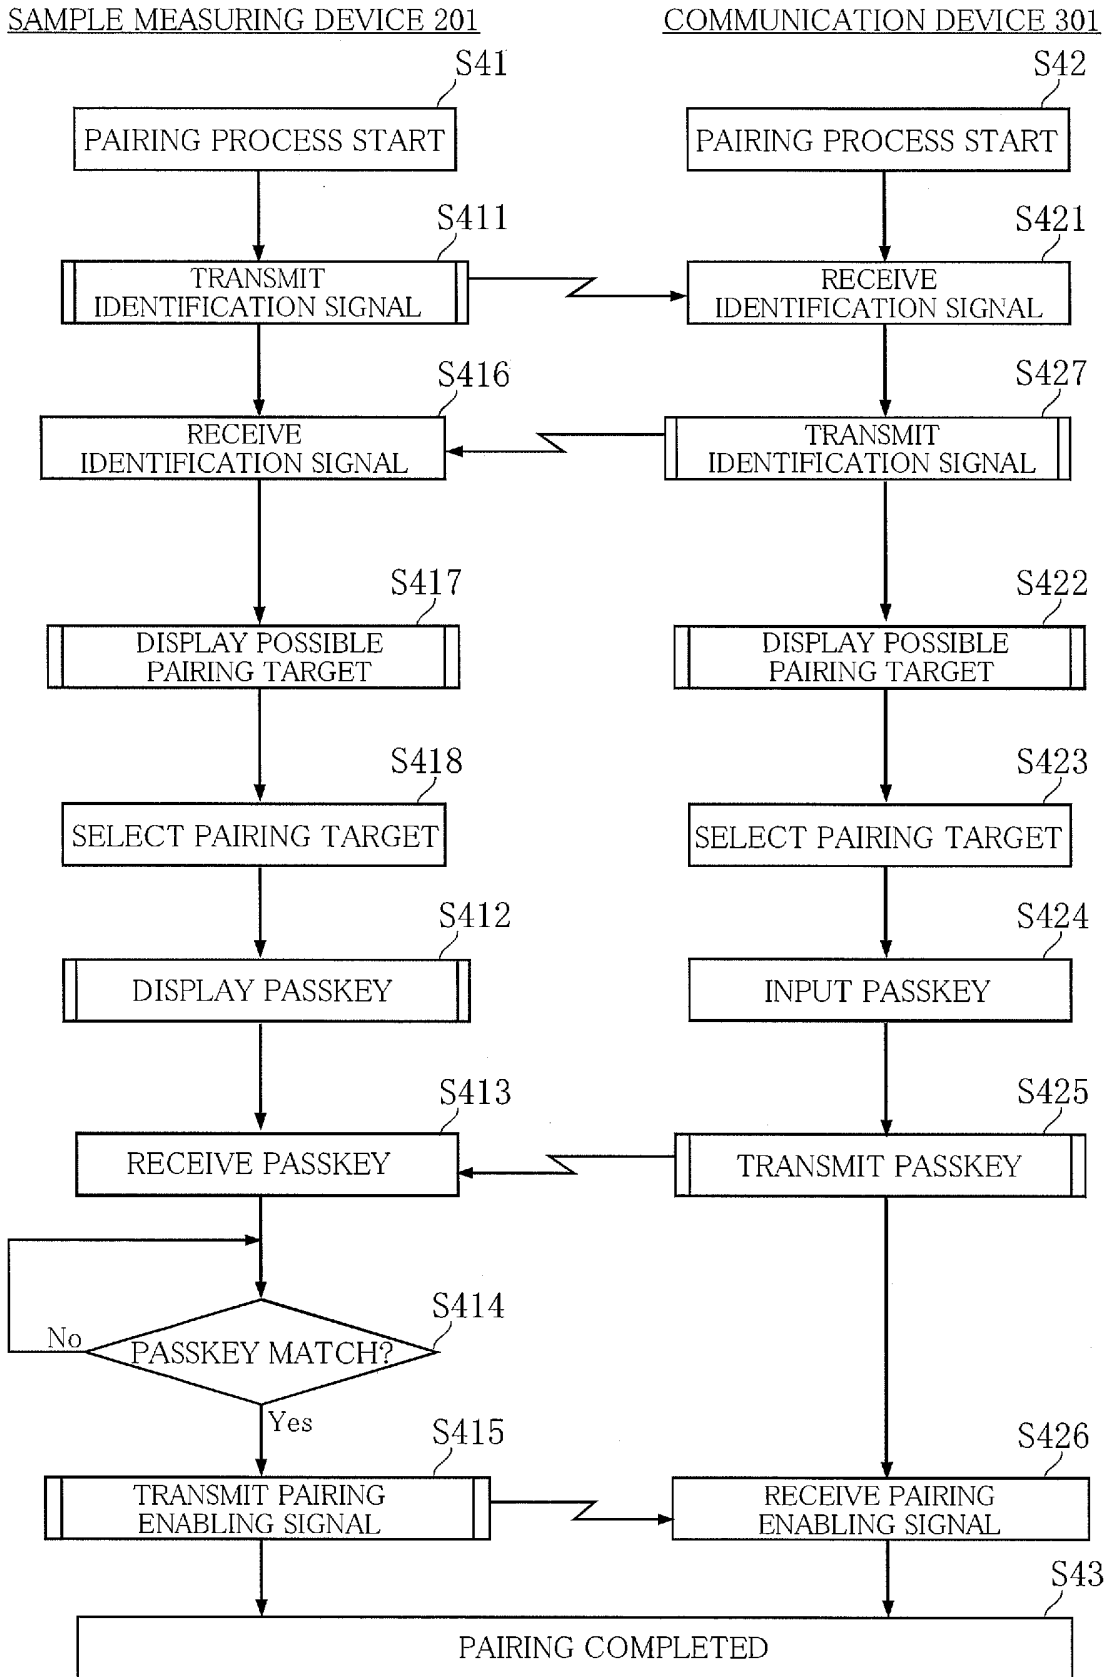 SAMPLE MEASURING DEVICE 201
COMMUNICATION DEVICE 301
S41
PAIRING PROCESS START
S42
PAIRING PROCESS START
S411
TRANSMIT
IDENTIFICATION SIGNAL
S421
RECEIVE
IDENTIFICATION SIGNAL
S416
RECEIVE
IDENTIFICATION SIGNAL
S427
TRANSMIT
IDENTIFICATION SIGNAL
S417
DISPLAY POSSIBLE
PAIRING TARGET
S422
DISPLAY POSSIBLE
PAIRING TARGET
S418
SELECT PAIRING TARGET
S423
SELECT PAIRING TARGET
S412
DISPLAY PASSKEY
S424
INPUT PASSKEY
S413
RECEIVE PASSKEY
S425
TRANSMIT PASSKEY
S414
PASSKEY MATCH?
No
Yes
S415
TRANSMIT PAIRING
ENABLING SIGNAL
S426
RECEIVE PAIRING
ENABLING SIGNAL
S43
PAIRING COMPLETED